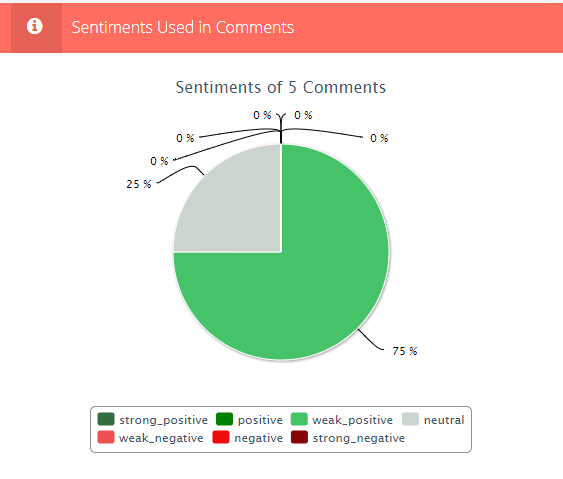 Sentiments Used in Comments
Sentiments of 5 Comments
0 % 0 %
0 % 0 %
0 %
25 %
75 %
strong_positive positive weak_positive neutral
weak_negative negative strong_negative